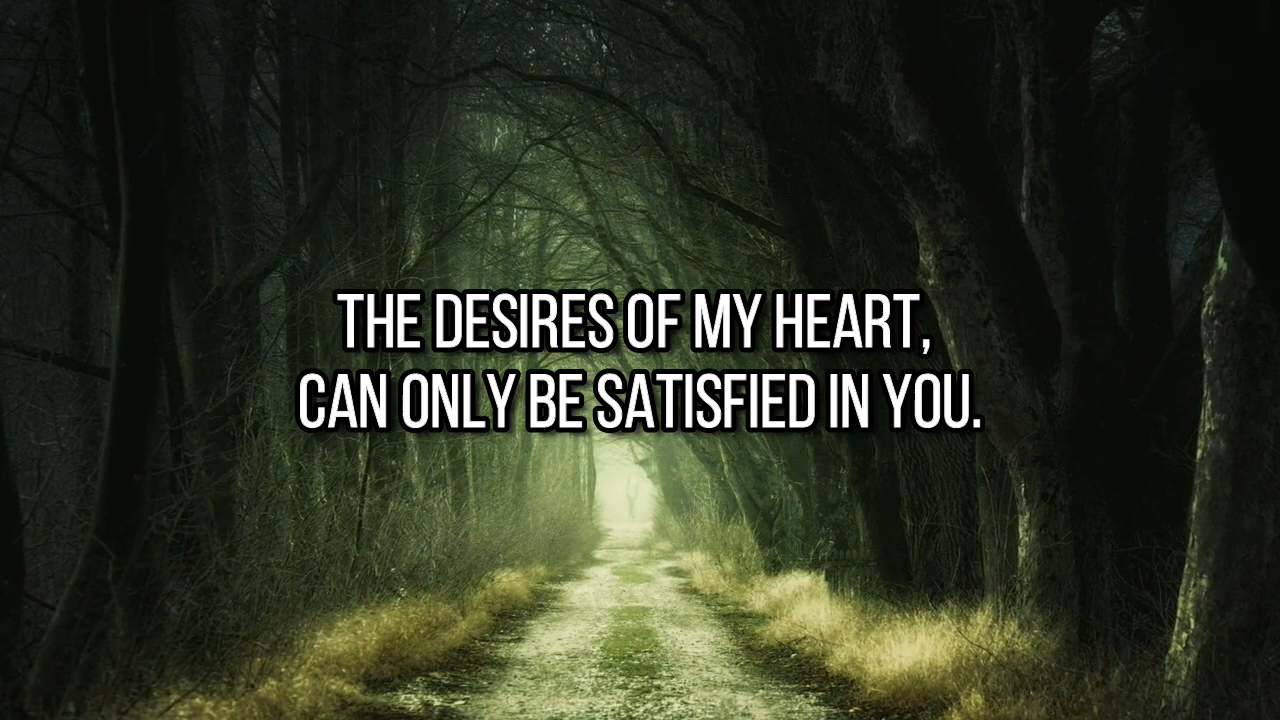 THE DESIRES OF MY HEART,
CAN ONLY BE SATISFIED IN YOU.